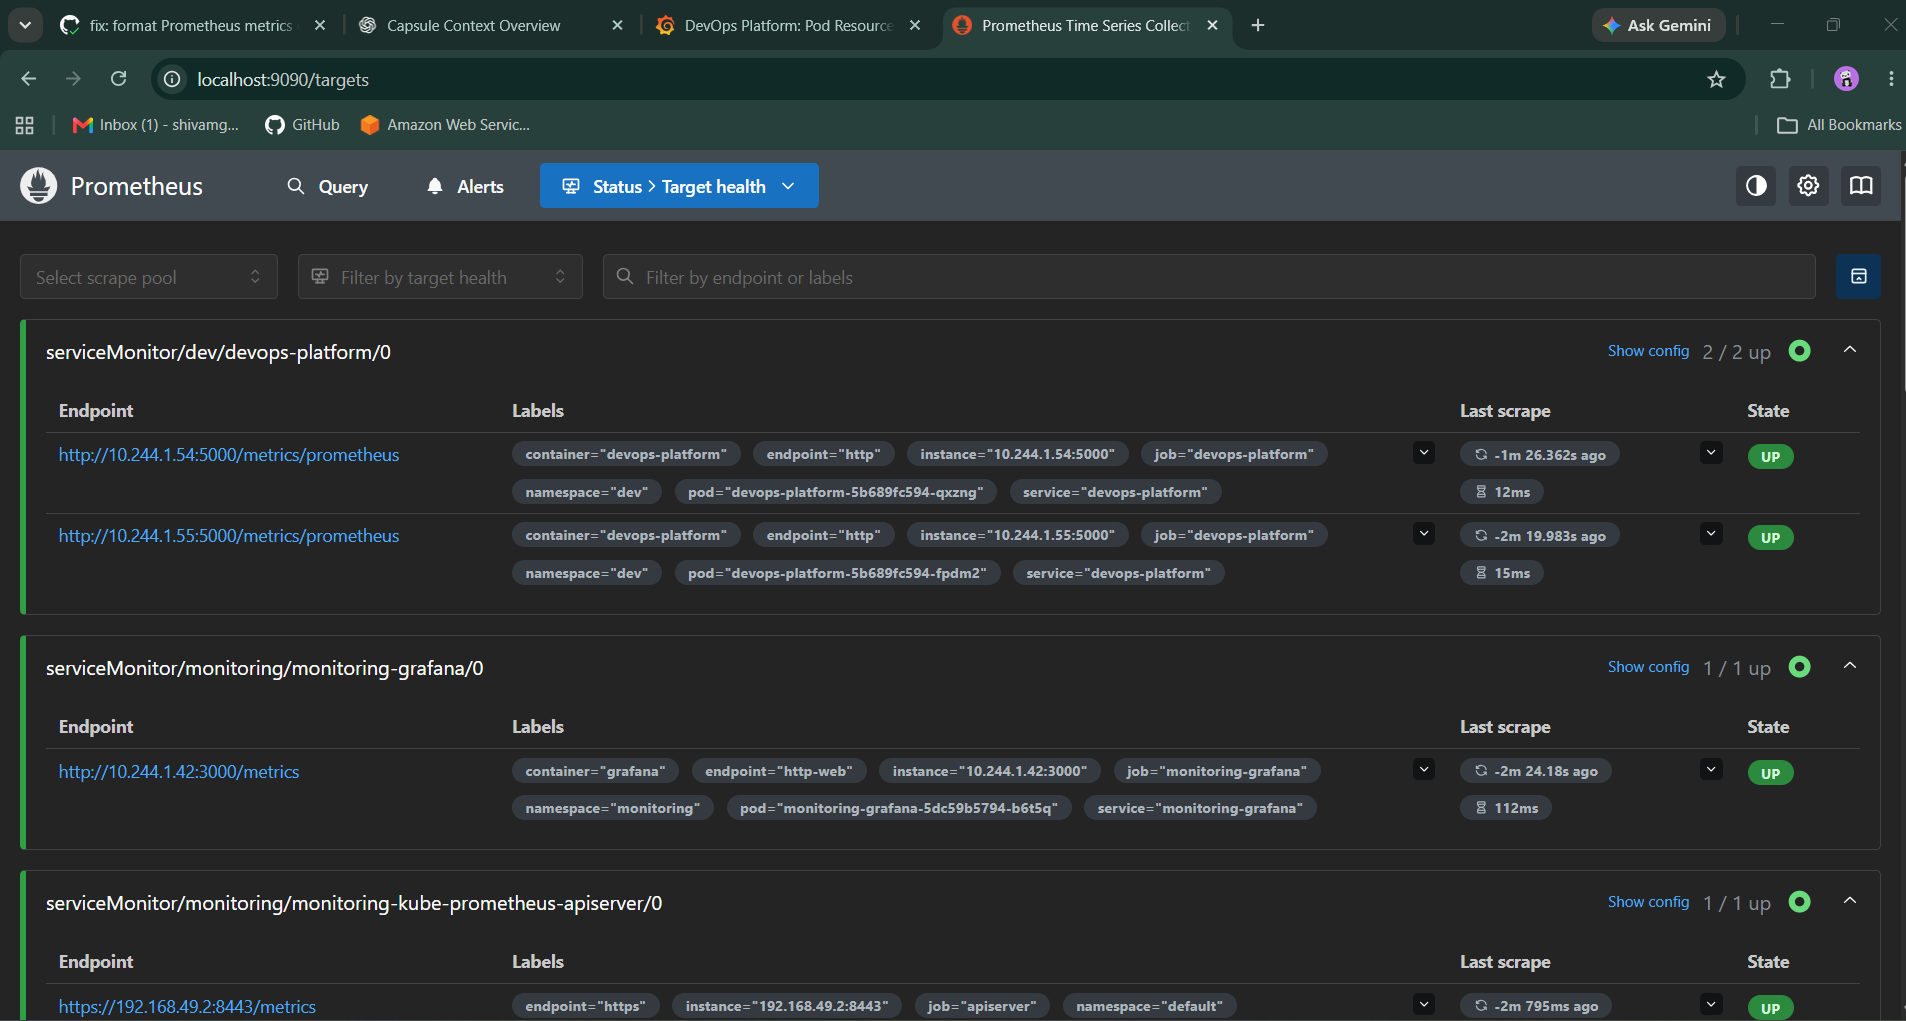 fix: format Prometheus metrics
Capsule Context Overview
DevOps Platform: Pod Resource
Prometheus Time Series Collect
Ask Gemini
localhost:9090/targets
Inbox (1) - shivamg...
GitHub
Amazon Web Servic...
All Bookmarks
Prometheus
Query
Alerts
Status > Target health
Select scrape pool
Filter by target health
Filter by endpoint or labels
serviceMonitor/dev/devops-platform/0
Show config
2 / 2 up
Endpoint Labels Last scrape State
http://10.244.1.54:5000/metrics/prometheus container="devops-platform" endpoint="http" instance="10.244.1.54:5000" job="devops-platform" -1m 26.362s ago UP
namespace="dev" pod="devops-platform-5b689fc594-qxzng" service="devops-platform" 12ms
http://10.244.1.55:5000/metrics/prometheus container="devops-platform" endpoint="http" instance="10.244.1.55:5000" job="devops-platform" -2m 19.983s ago UP
namespace="dev" pod="devops-platform-5b689fc594-fpdm2" service="devops-platform" 15ms
serviceMonitor/monitoring/monitoring-grafana/0
Show config
1 / 1 up
Endpoint Labels Last scrape State
http://10.244.1.42:3000/metrics container="grafana" endpoint="http-web" instance="10.244.1.42:3000" job="monitoring-grafana" -2m 24.18s ago UP
namespace="monitoring" pod="monitoring-grafana-5dc59b5794-b6t5q" service="monitoring-grafana" 112ms
serviceMonitor/monitoring/monitoring-kube-prometheus-apiserver/0
Show config
1 / 1 up
Endpoint Labels Last scrape State
https://192.168.49.2:8443/metrics endpoint="https" instance="192.168.49.2:8443" job="apiserver" namespace="default" -2m 795ms ago UP